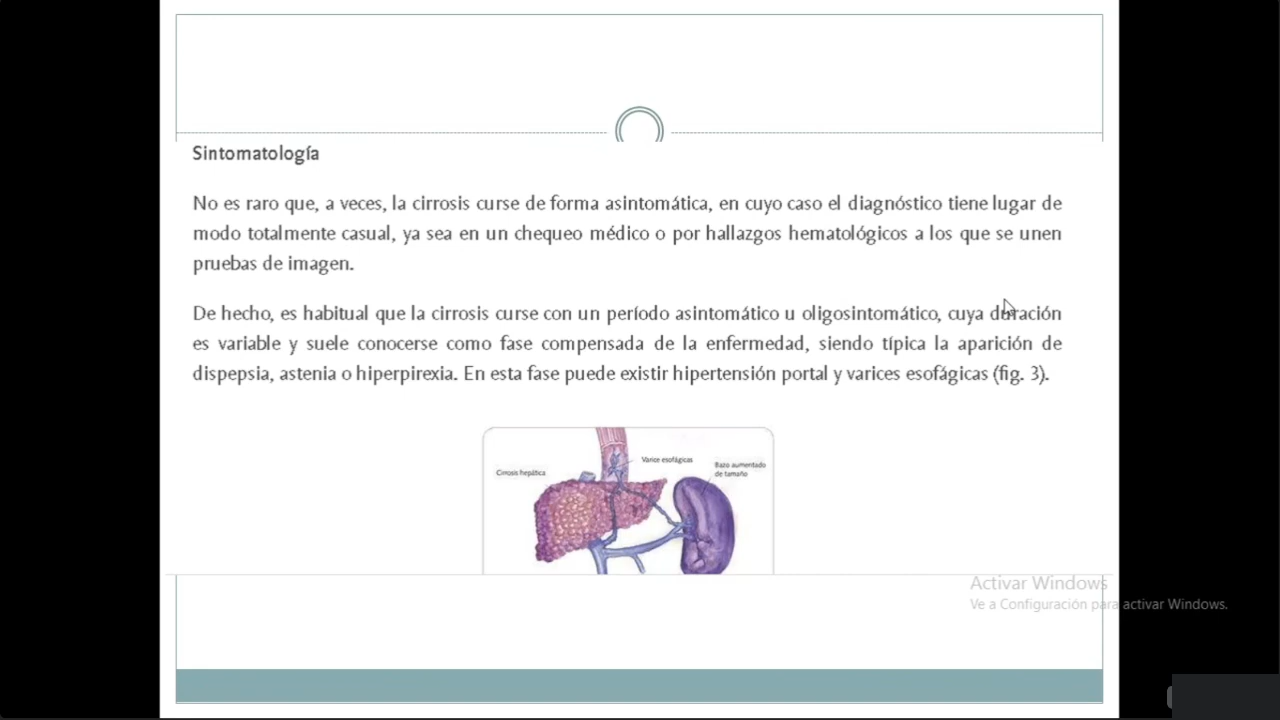 Sintomatología
No es raro que, a veces, la cirrosis curse de forma asintomática, en cuyo caso el diagnóstico tiene lugar de
modo totalmente casual, ya sea en un chequeo médico o por hallazgos hematológicos a los que se unen
pruebas de imagen.
De hecho, es habitual que la cirrosis curse con un período asintomático u oligosintomático, cuya duración
es variable y suele conocerse como fase compensada de la enfermedad, siendo típica la aparición de
dispepsia, astenia o hiperpirexia. En esta fase puede existir hipertensión portal y varices esofágicas (fig. 3).
Cirrosis hepática
Varice esofágicas
Bazo aumentado
de tamaño
Activar Windows
Ve a Configuración para activar Windows.